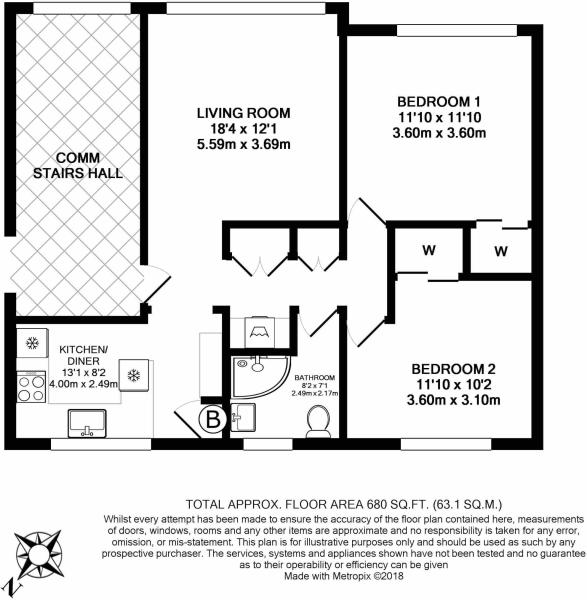 LIVING ROOM
18'4 x 12'1
5.59m x 3.69m
BEDROOM 1
11'10 x 11'10
3.60m x 3.60m
COMM
STAIRS HALL
W
W
KITCHEN/
DINER
13'1 x 8'2
4.00m x 2.49m
BATHROOM
8'2 x 7'1
2.49m x 2.17m
BEDROOM 2
11'10 x 10'2
3.60m x 3.10m
B
TOTAL APPROX. FLOOR AREA 680 SQ.FT. (63.1 SQ.M.)
Whilst every attempt has been made to ensure the accuracy of the floor plan contained here, measurements
of doors, windows, rooms and any other items are approximate and no responsibility is taken for any error,
omission, or mis-statement. This plan is for illustrative purposes only and should be used as such by any
prospective purchaser. The services, systems and appliances shown have not been tested and no guarantee
as to their operability or efficiency can be given
Made with Metropix ©2018
N